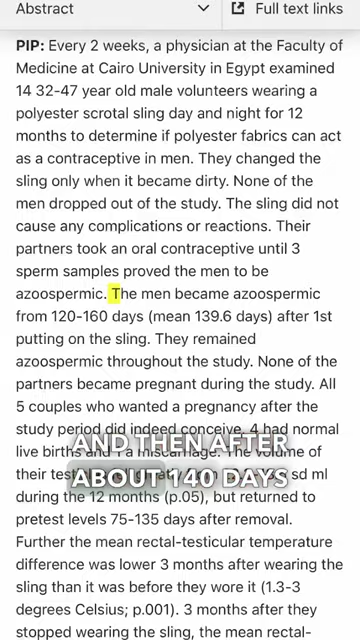 Abstract
Full text links
PIP: Every 2 weeks, a physician at the Faculty of
Medicine at Cairo University in Egypt examined
14 32-47 year old male volunteers wearing a
polyester scrotal sling day and night for 12
months to determine if polyester fabrics can act
as a contraceptive in men. They changed the
sling only when it became dirty. None of the
men dropped out of the study. The sling did not
cause any complications or reactions. Their
partners took an oral contraceptive until 3
sperm samples proved the men to be
azoospermic. The men became azoospermic
from 120-160 days (mean 139.6 days) after 1st
putting on the sling. They remained
azoospermic throughout the study. None of the
partners became pregnant during the study. All
5 couples who wanted a pregnancy after the
study period did indeed conceive. 4 had normal
live births and 1 a miscarriage. The volume of
AND THEN AFTER
their
sd ml
ABOUT 140 DAYS
during the 12 months (p.05), but returned to
pretest levels 75-135 days after removal.
Further the mean rectal-testicular temperature
difference was lower 3 months after wearing the
sling than it was before they wore it (1.3-3
degrees Celsius; p.001). 3 months after they
stopped wearing the sling, the mean rectal-